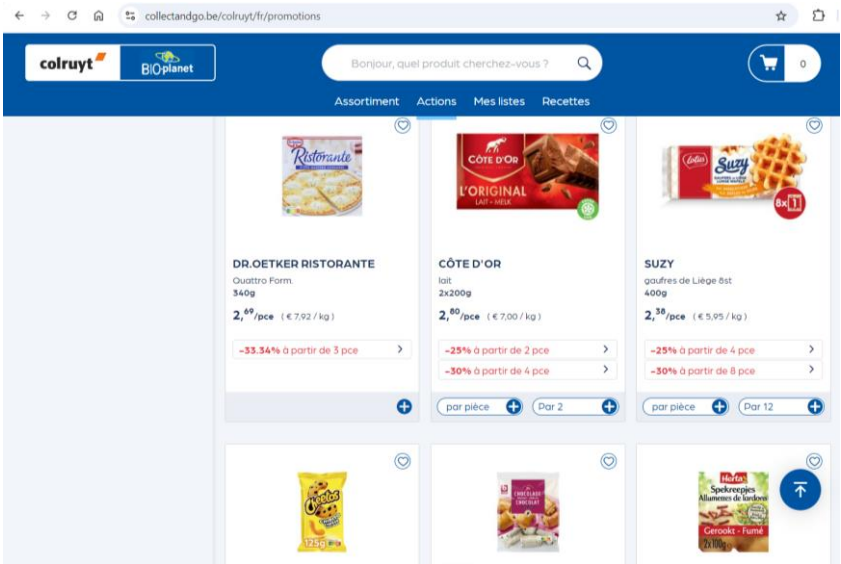 collectandgo.be/colruyt/fr/promotions
colruyt
BIO-planet
Bonjour, quel produit cherchez-vous ?
0
Assortiment Actions Mes listes Recettes
Ristorante
CÔTE D'OR
L'ORIGINAL
LAIT • MELK
Lotus
Suzy
8x1
DR.OETKER RISTORANTE
Quattro Form.
340g
2,69/pce ( € 7,92 / kg )
-33.34% à partir de 3 pce
CÔTE D'OR
lait
2x200g
2,80/pce ( € 7,00 / kg )
-25% à partir de 2 pce
-30% à partir de 4 pce
par pièce
Par 2
SUZY
gaufres de Liège 8st
400g
2,38/pce ( € 5,95 / kg )
-25% à partir de 4 pce
-30% à partir de 8 pce
par pièce
Par 12
Cheetos
125g
CHOCOLADE
CHOCOLAT
Herta
Spekreepjes
Allumettes de lardons
Gerookt - Fumé
2x100g